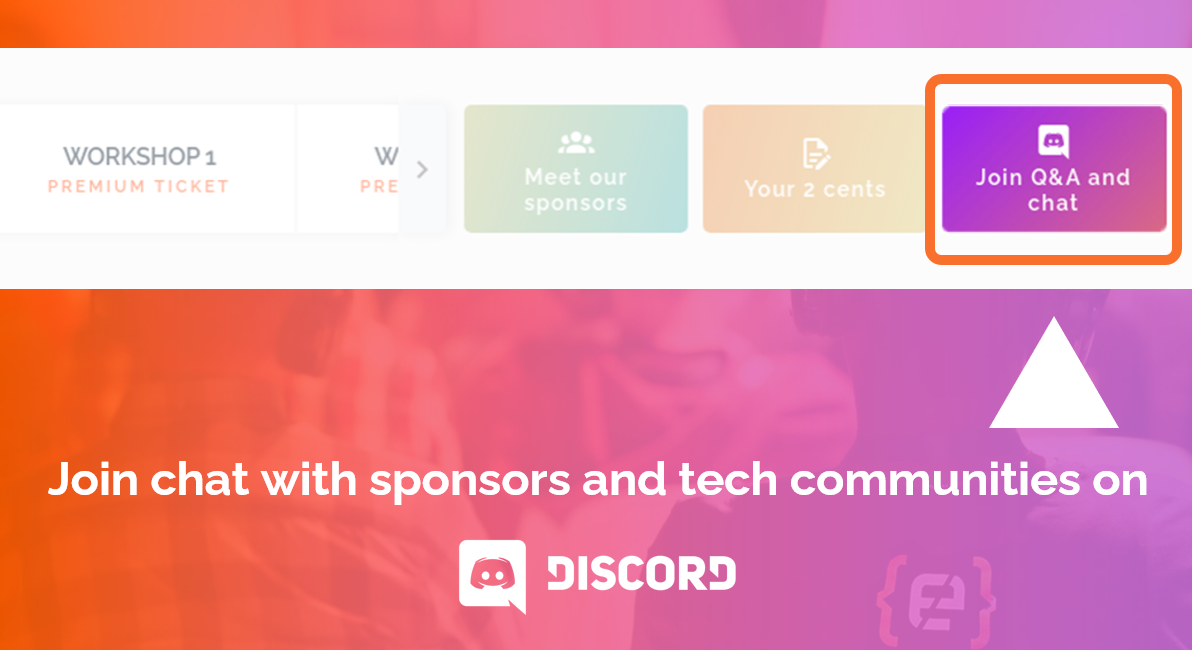 WORKSHOP 1
PREMIUM TICKET
W
PRE
Meet our
sponsors
Your 2 cents
Join Q&A and
chat
Join chat with sponsors and tech communities on
DISCORD